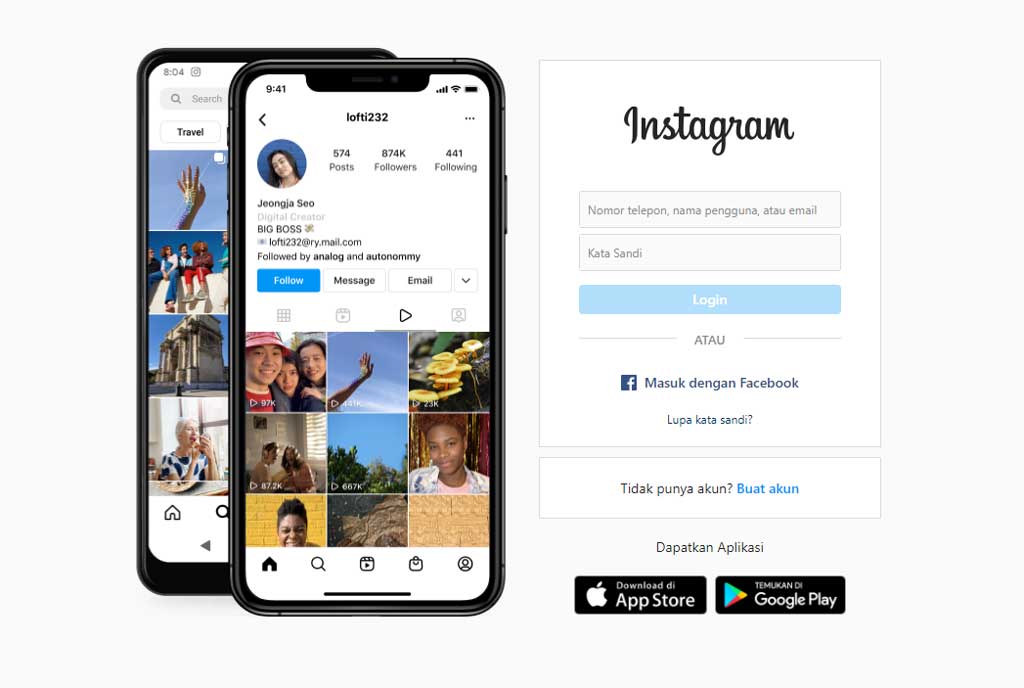 8:04
Search
Travel
9:41
lofti232
574
874K
441
Posts
Followers
Following
Jeongja Seo
Digital Creator
BIG BOSS
lofti232@ry.mail.com
Followed by analog and autonommy
Follow
Message
Email
97K
441K
23K
87.2K
667K
Instagram
Nomor telepon, nama pengguna, atau email
Kata Sandi
Login
ATAU
Masuk dengan Facebook
Lupa kata sandi?
Tidak punya akun? Buat akun
Dapatkan Aplikasi
Download di
App Store
TEMUKAN DI
Google Play